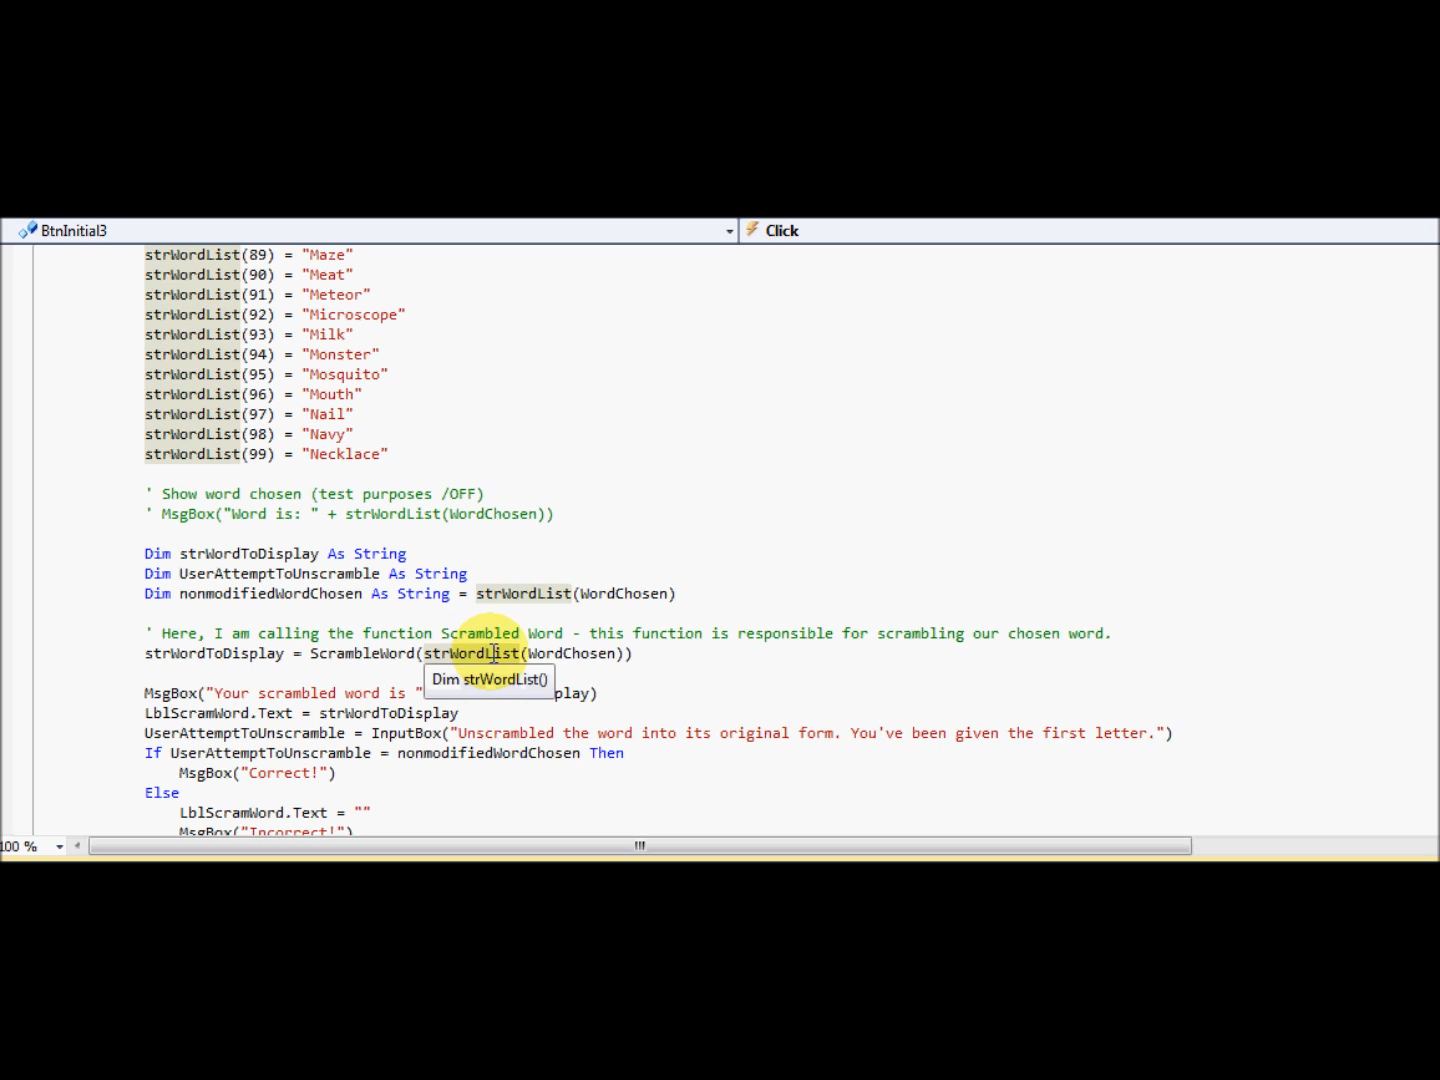 BtnInitial3
Click
strWordList(89) = "Maze"
strWordList(90) = "Meat"
strWordList(91) = "Meteor"
strWordList(92) = "Microscope"
strWordList(93) = "Milk"
strWordList(94) = "Monster"
strWordList(95) = "Mosquito"
strWordList(96) = "Mouth"
strWordList(97) = "Nail"
strWordList(98) = "Navy"
strWordList(99) = "Necklace"
' Show word chosen (test purposes /OFF)
' MsgBox("Word is: " + strWordList(WordChosen))
Dim strWordToDisplay As String
Dim UserAttemptToUnscramble As String
Dim nonmodifiedWordChosen As String = strWordList(WordChosen)
' Here, I am calling the function Scrambled Word - this function is responsible for scrambling our chosen word.
strWordToDisplay = ScrambleWord(strWordList(WordChosen))
Dim strWordList()
MsgBox("Your scrambled word is " play)
LblScramWord.Text = strWordToDisplay
UserAttemptToUnscramble = InputBox("Unscrambled the word into its original form. You've been given the first letter.")
If UserAttemptToUnscramble = nonmodifiedWordChosen Then
MsgBox("Correct!")
Else
LblScramWord.Text = ""
MsgBox("Incorrect!")
100 %